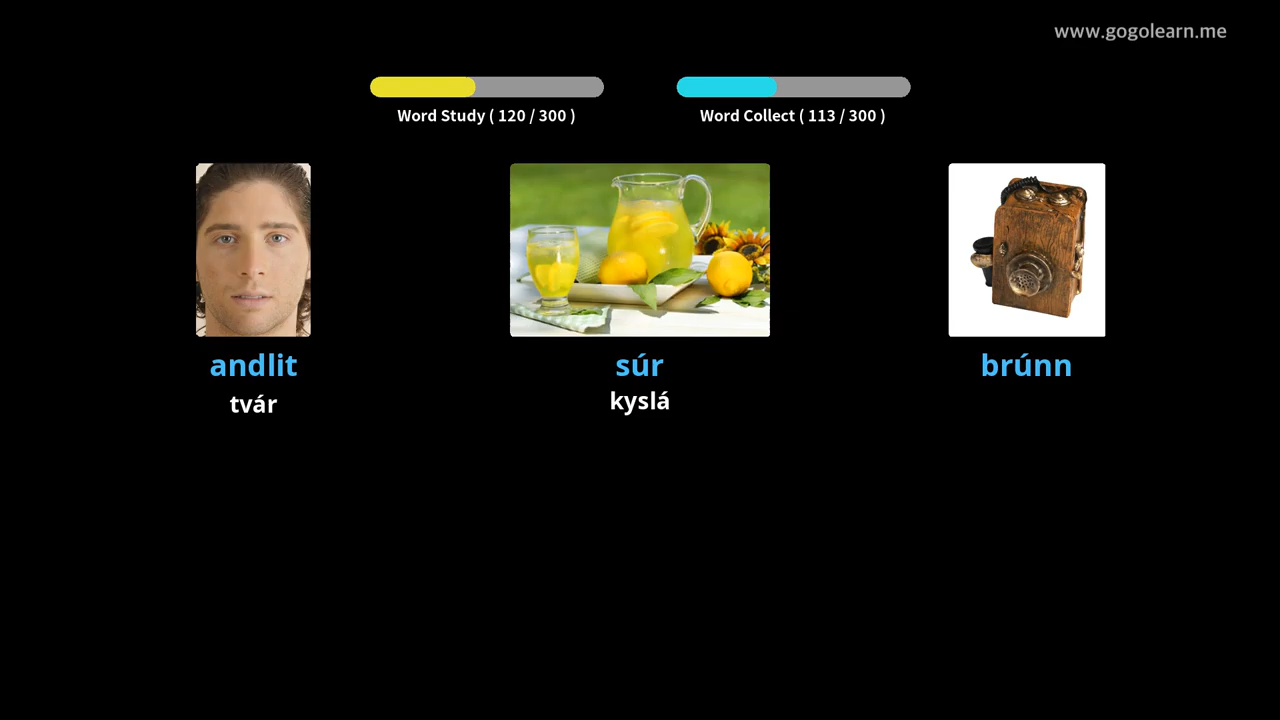 www.gogolearn.me
Word Study ( 120 / 300 )
Word Collect ( 113 / 300 )
andlit
súr
brúnn
tvár
kyslá